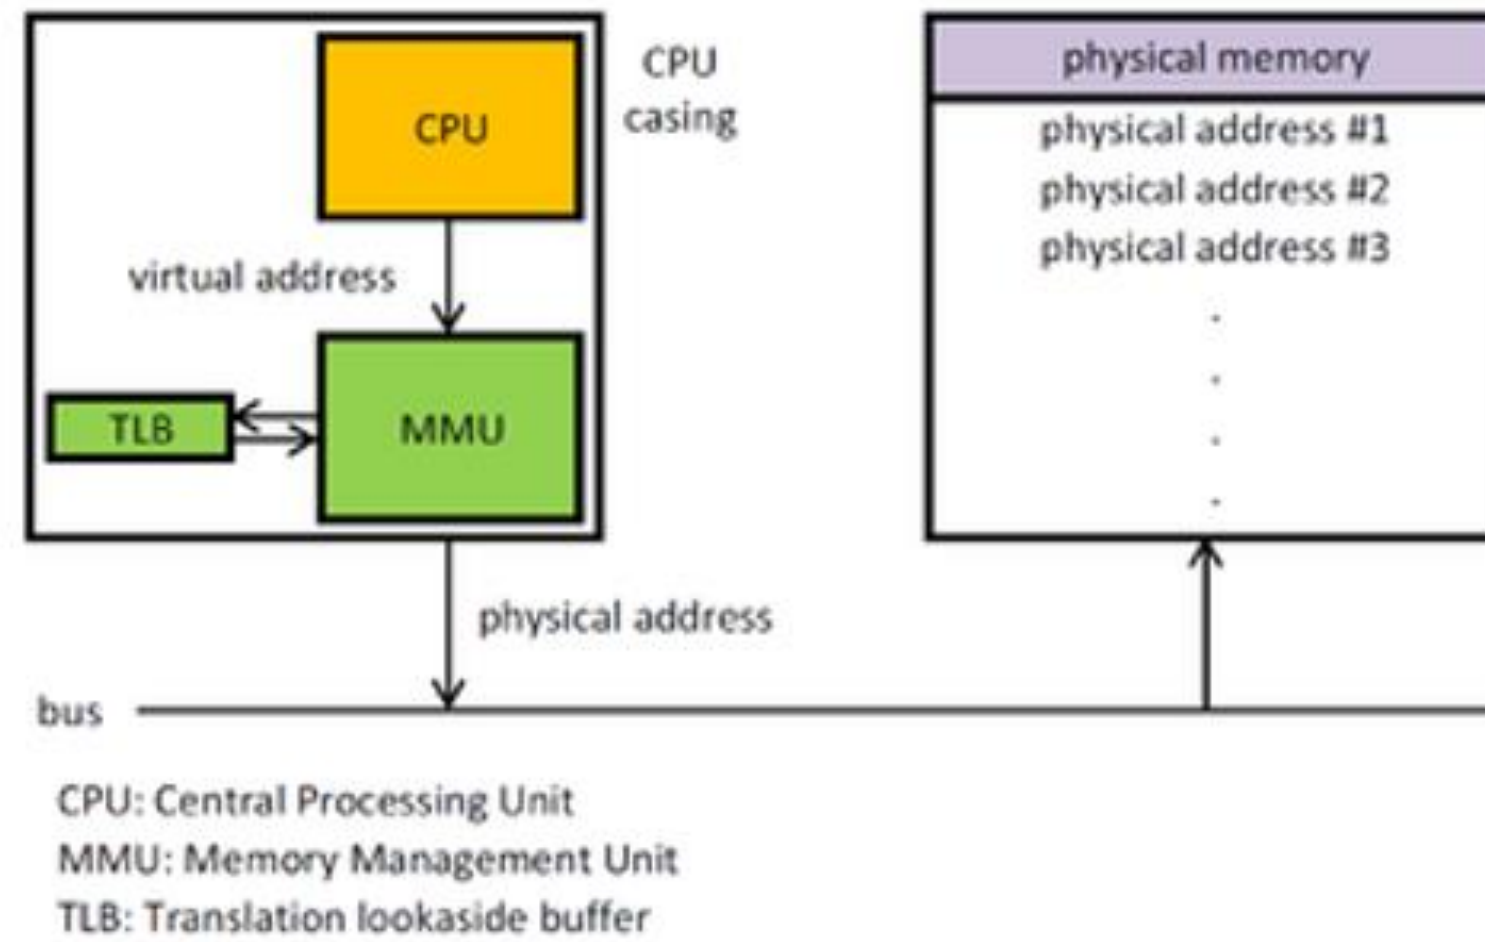 CPU
CPU
casing
virtual address
TLB
MMU
physical address
bus
physical memory
physical address #1
physical address #2
physical address #3
.
.
.
.
CPU: Central Processing Unit
MMU: Memory Management Unit
TLB: Translation lookaside buffer